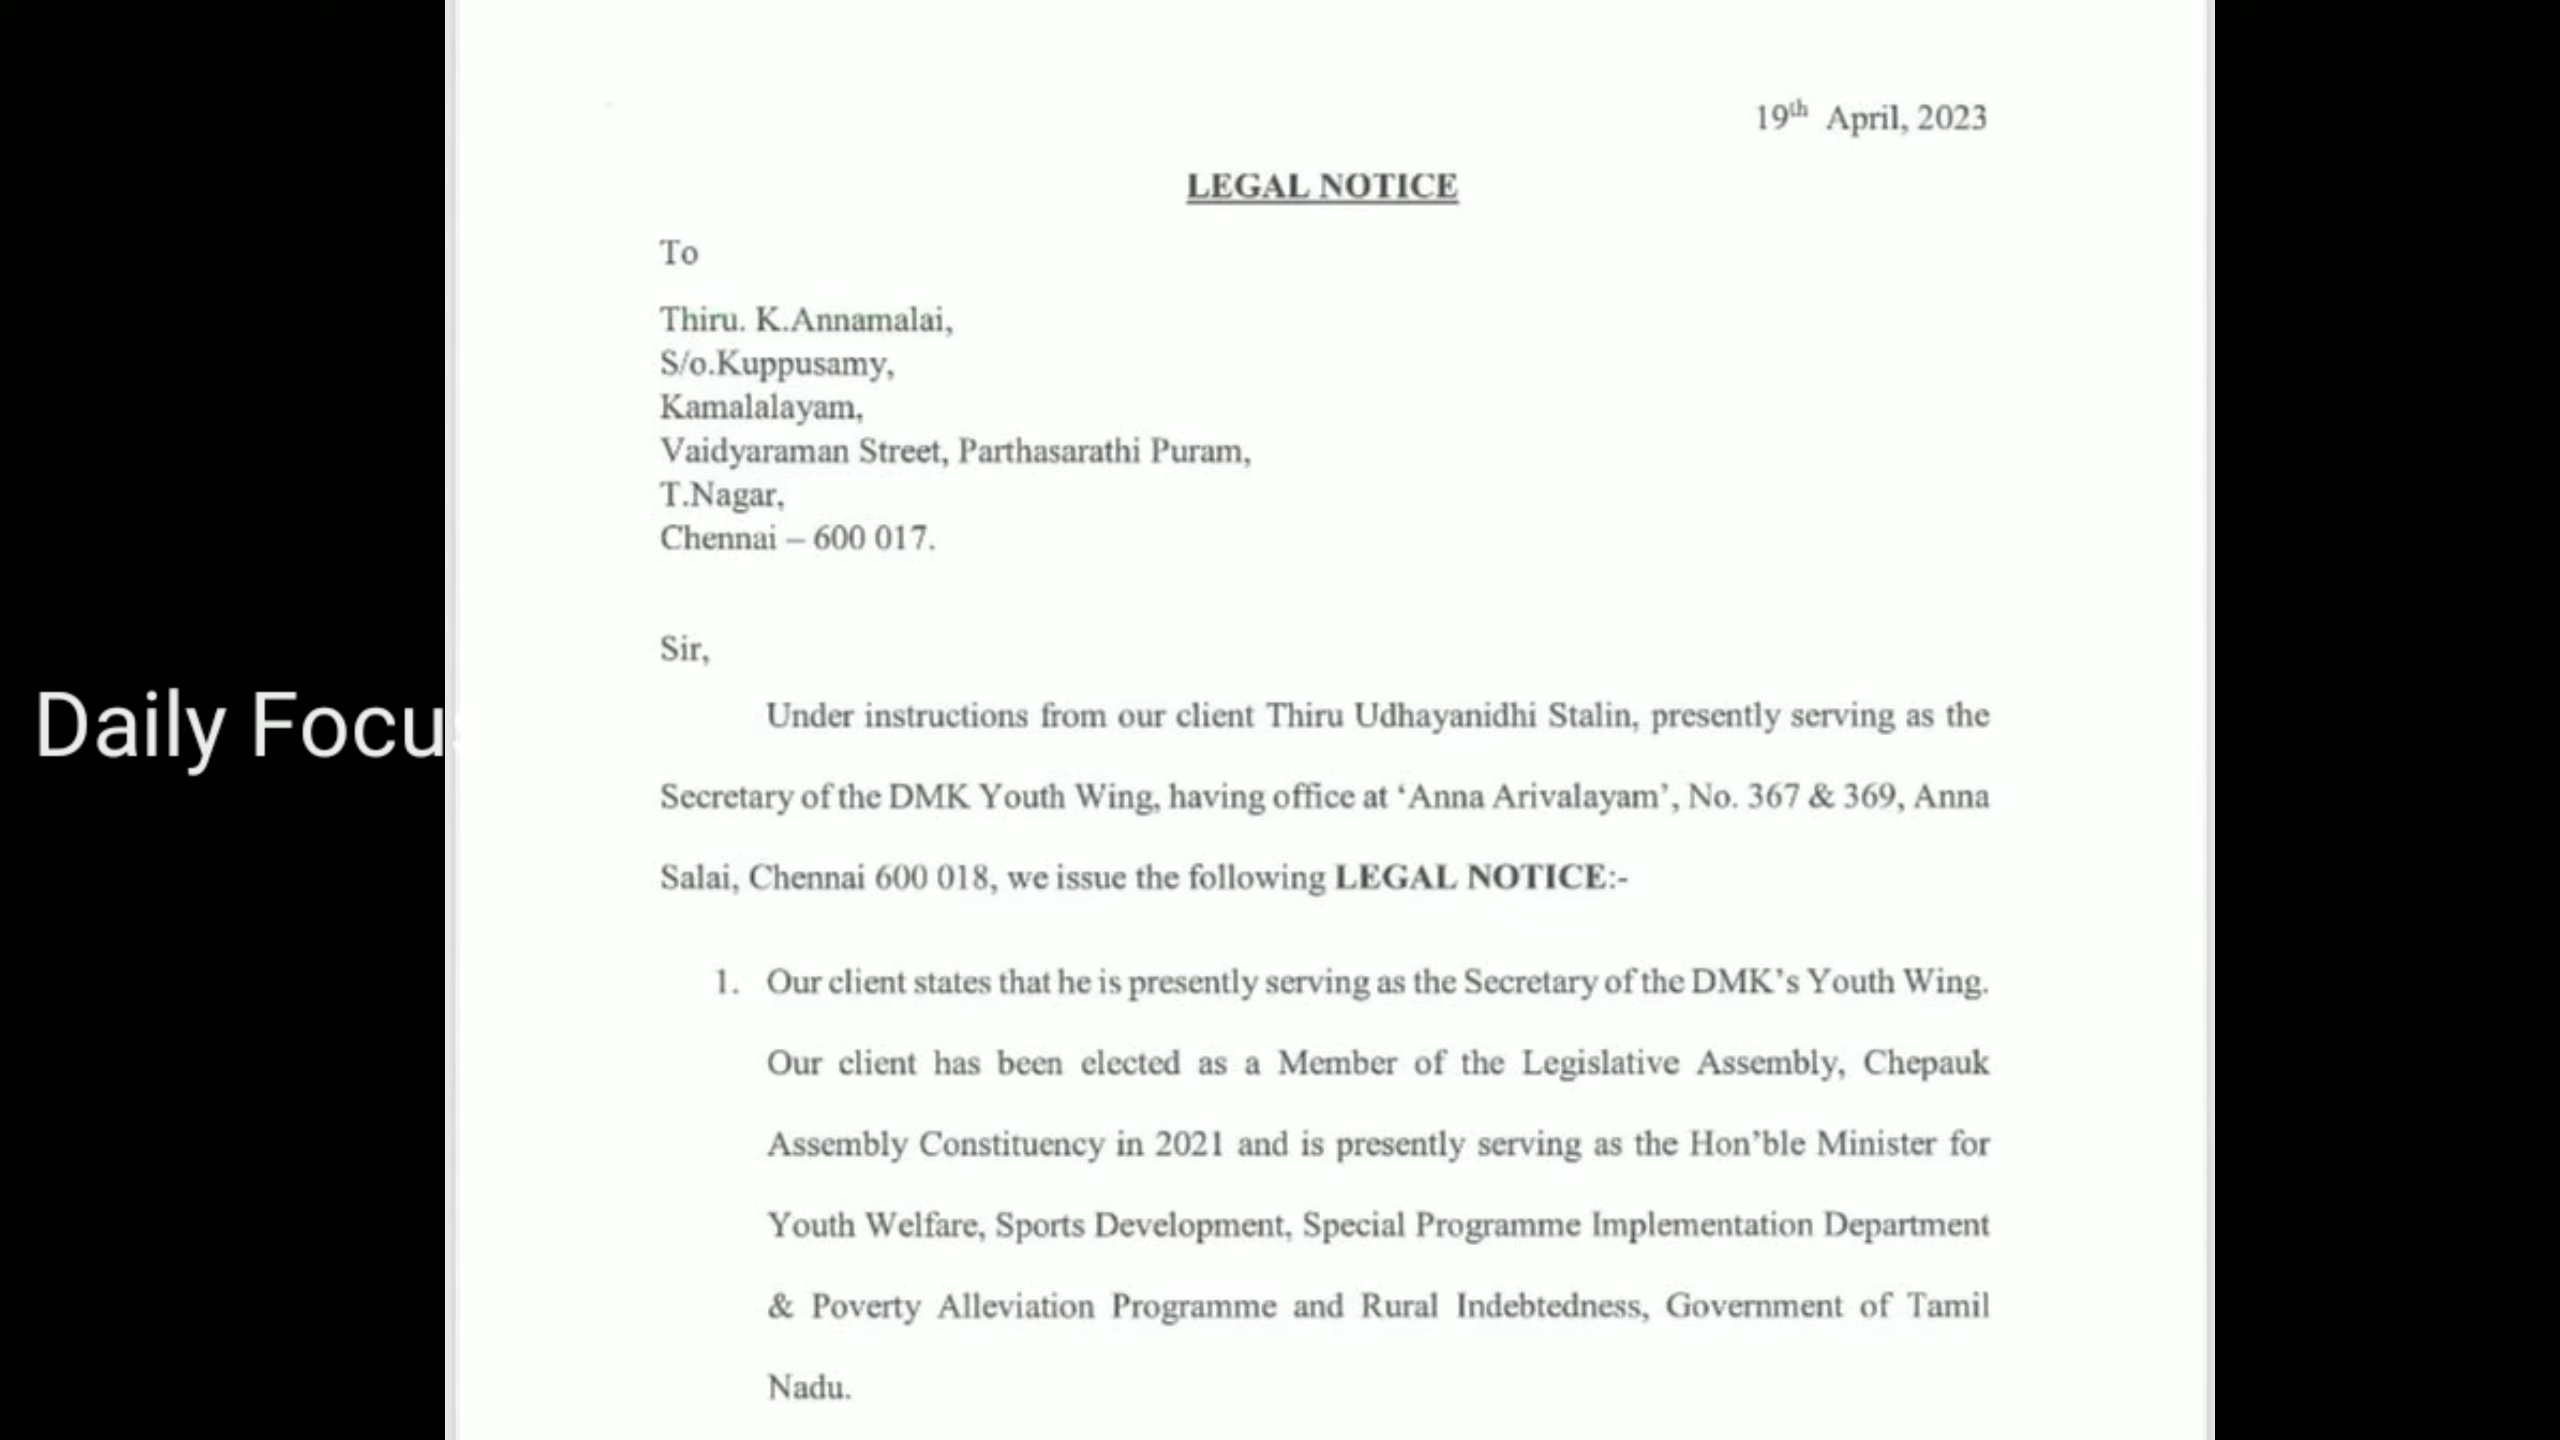 19th April, 2023
LEGAL NOTICE
To
Thiru. K.Annamalai,
S/o.Kuppusamy,
Kamalalayam,
Vaidyaraman Street, Parthasarathi Puram,
T.Nagar,
Chennai – 600 017.
Sir,
Daily Focu
Under instructions from our client Thiru Udhayanidhi Stalin, presently serving as the
Secretary of the DMK Youth Wing, having office at ‘Anna Arivalayam’, No. 367 & 369, Anna
Salai, Chennai 600 018, we issue the following LEGAL NOTICE:-
1. Our client states that he is presently serving as the Secretary of the DMK’s Youth Wing.
Our client has been elected as a Member of the Legislative Assembly, Chepauk
Assembly Constituency in 2021 and is presently serving as the Hon’ble Minister for
Youth Welfare, Sports Development, Special Programme Implementation Department
& Poverty Alleviation Programme and Rural Indebtedness, Government of Tamil
Nadu.